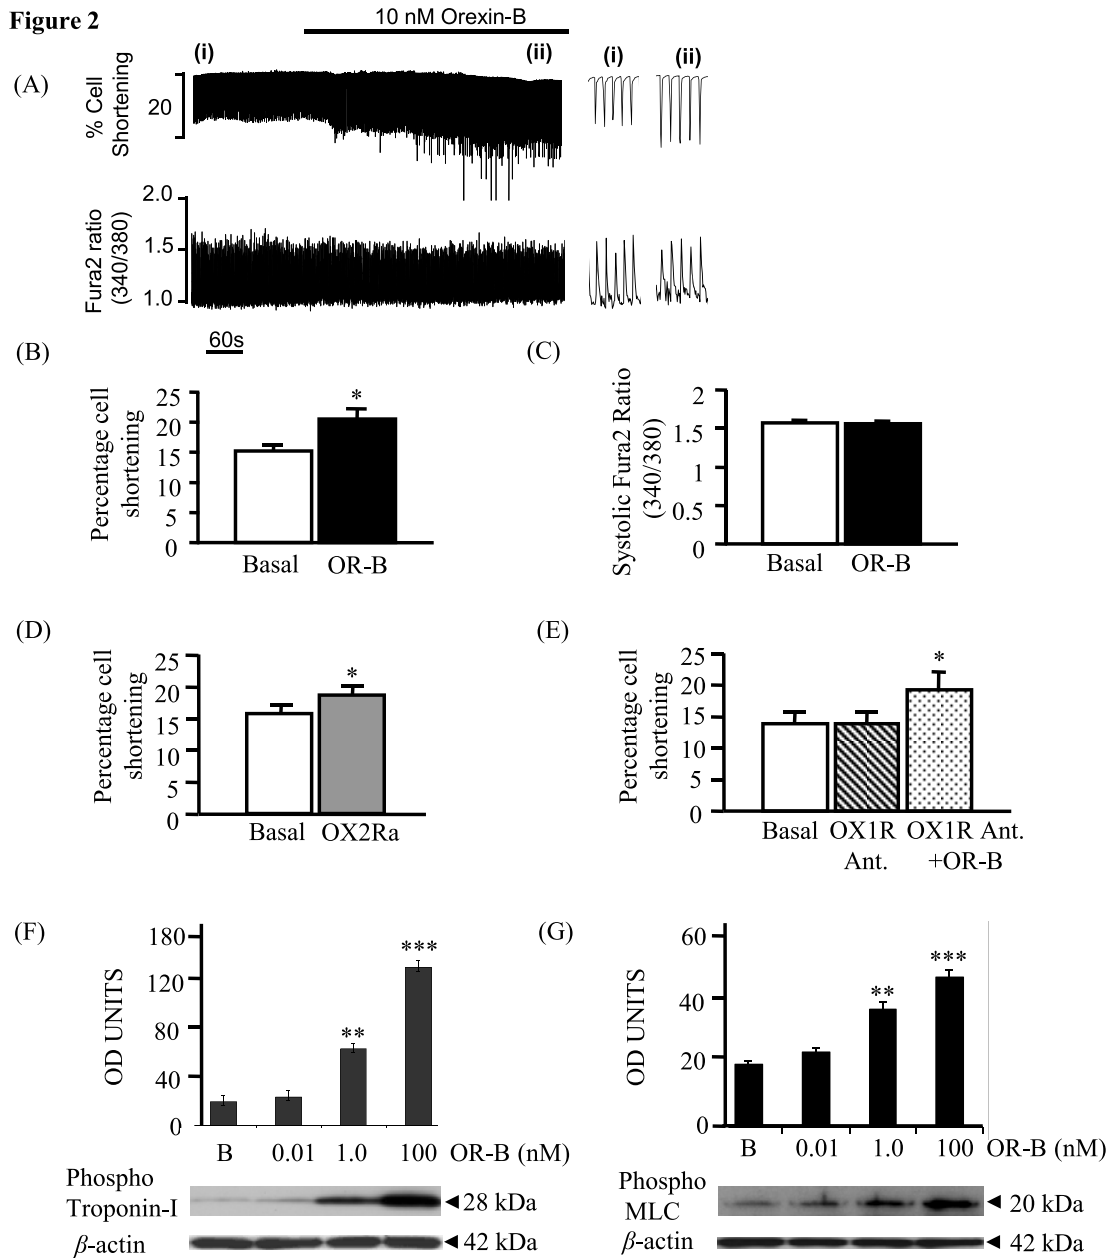 Figure 2
10 nM Orexin-B
(A)
(i)
(ii)
(i)
(ii)
% Cell
Shortening
20
Fura2 ratio
(340/380)
2.0
1.5
1.0
60s
(B)
Percentage cell
shortening
25
20
15
10
5
0
*
Basal OR-B
(C)
Systolic Fura2 Ratio
(340/380)
2
1.5
1
0.5
0
Basal OR-B
(D)
Percentage cell
shortening
25
20
15
10
5
0
*
Basal OX2Ra
(E)
Percentage cell
shortening
25
20
15
10
5
0
*
Basal OX1R OX1R Ant.
Ant. +OR-B
(F)
OD UNITS
180
120
80
40
0
**
***
B 0.01 1.0 100 OR-B (nM)
Phospho
Troponin-I
28 kDa
β-actin
42 kDa
(G)
OD UNITS
60
40
20
0
**
***
B 0.01 1.0 100 OR-B (nM)
Phospho
MLC
20 kDa
β-actin
42 kDa